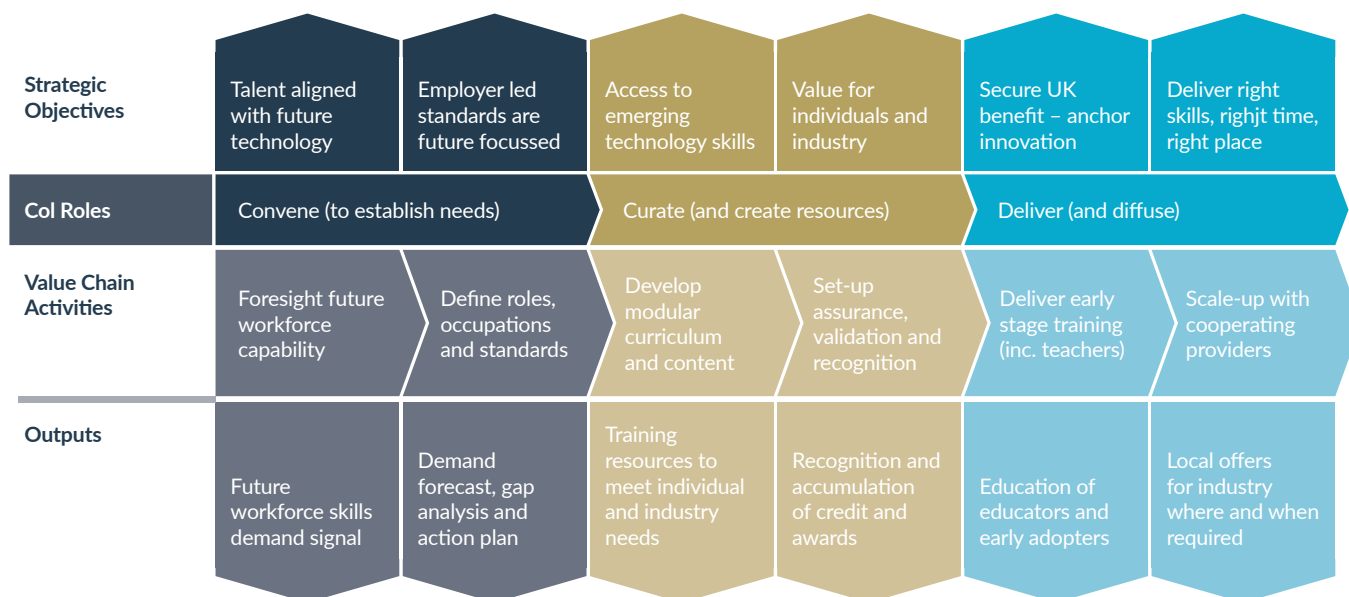 Strategic
Objectives
Talent aligned
with future
technology
Employer led
standards are
future focussed
Access to
emerging
technology skills
Value for
individuals and
industry
Secure UK
benefit – anchor
innovation
Deliver right
skills, righjt time,
right place
CoI Roles
Convene (to establish needs)
Curate (and create resources)
Deliver (and diffuse)
Value Chain
Activities
Foresight future
workforce
capability
Define roles,
occupations
and standards
Develop
modular
curriculum
and content
Set-up
assurance,
validation and
recognition
Deliver early
stage training
(inc. teachers)
Scale-up with
cooperating
providers
Outputs
Future
workforce skills
demand signal
Demand
forecast, gap
analysis and
action plan
Training
resources to
meet individual
and industry
needs
Recognition and
accumulation
of credit and
awards
Education of
educators and
early adopters
Local offers
for industry
where and when
required